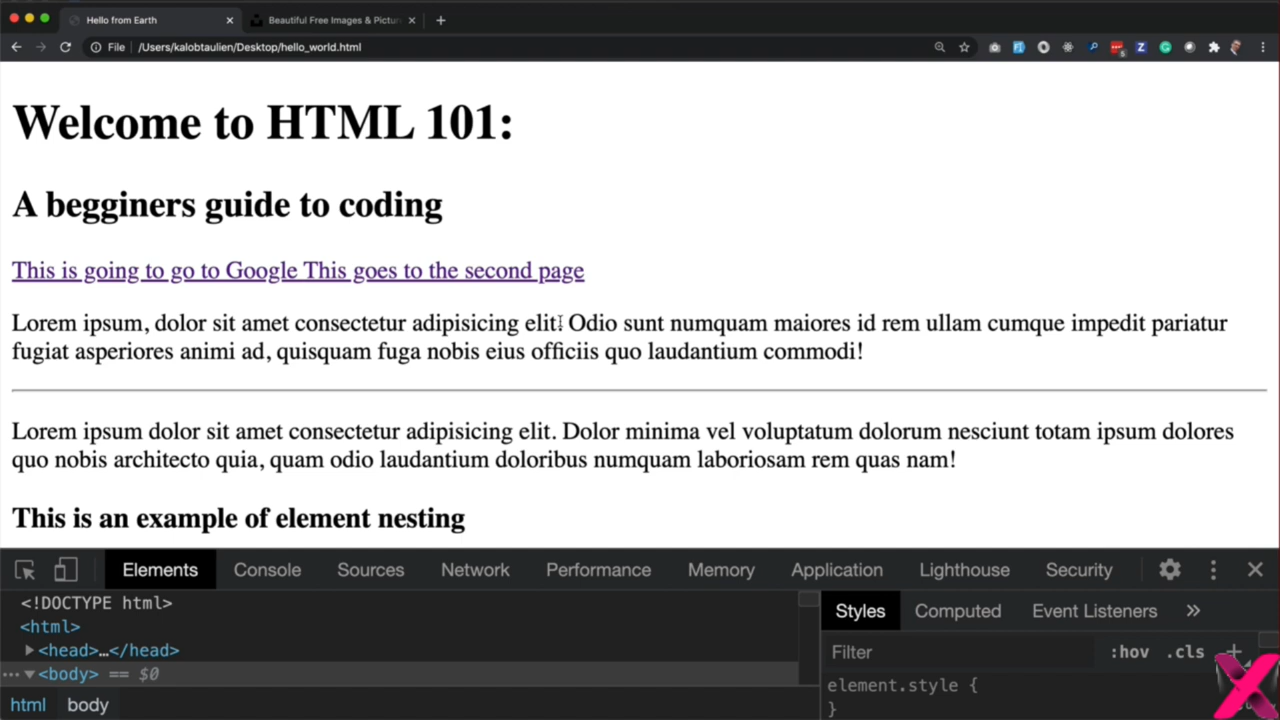 Hello from Earth
Beautiful Free Images & Pictur
File /Users/kalobtaulien/Desktop/hello_world.html
Welcome to HTML 101:
A begginers guide to coding
This is going to go to Google This goes to the second page
Lorem ipsum, dolor sit amet consectetur adipisicing elit. Odio sunt numquam maiores id rem ullam cumque impedit pariatur
fugiat asperiores animi ad, quisquam fuga nobis eius officiis quo laudantium commodi!
Lorem ipsum dolor sit amet consectetur adipisicing elit. Dolor minima vel voluptatum dolorum nesciunt totam ipsum dolores
quo nobis architecto quia, quam odio laudantium doloribus numquam laboriosam rem quas nam!
This is an example of element nesting
Elements Console Sources Network Performance Memory Application Lighthouse Security
<!DOCTYPE html>
<html>
<head>…</head>
<body> == $0
html body
Styles Computed Event Listeners »
Filter :hov .cls +
element.style {
}